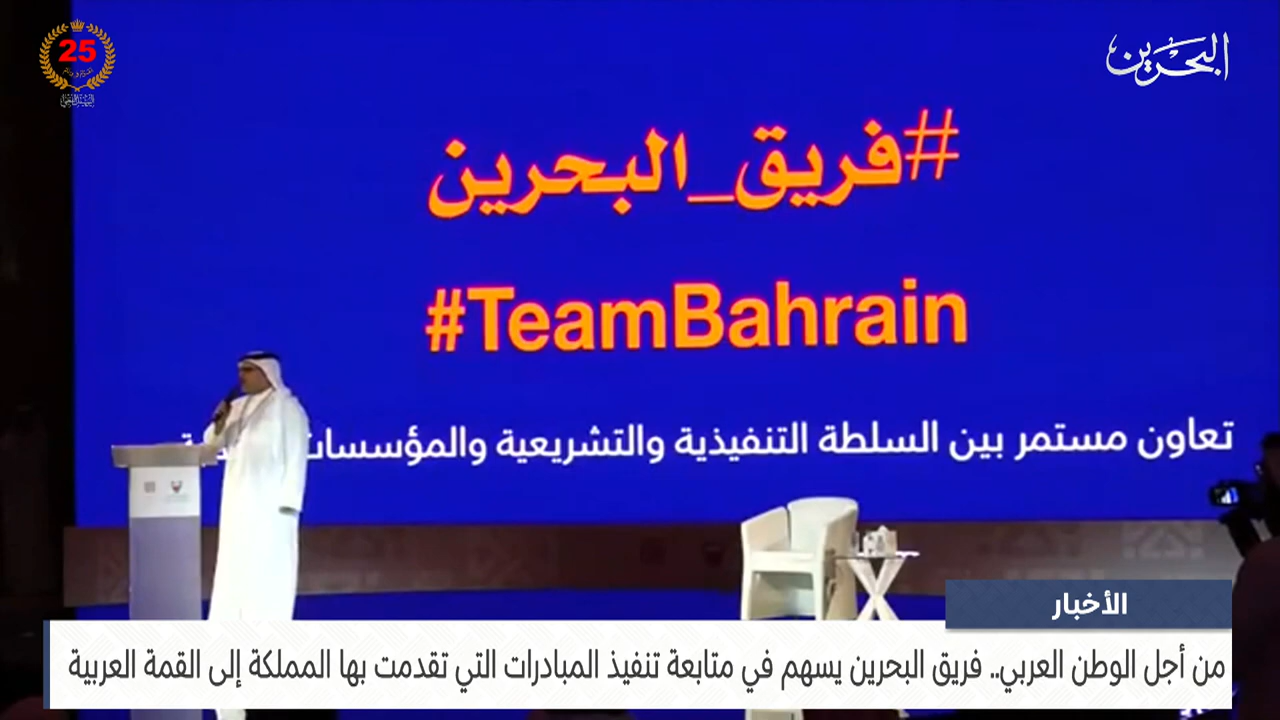 25
البحرين
#فريق_البحرين
#TeamBahrain
تعاون مستمر بين السلطة التنفيذية والتشريعية والمؤسسات
الأخبار
من أجل الوطن العربي.. فريق البحرين يسهم في متابعة تنفيذ المبادرات التي تقدمت بها المملكة إلى القمة العربية